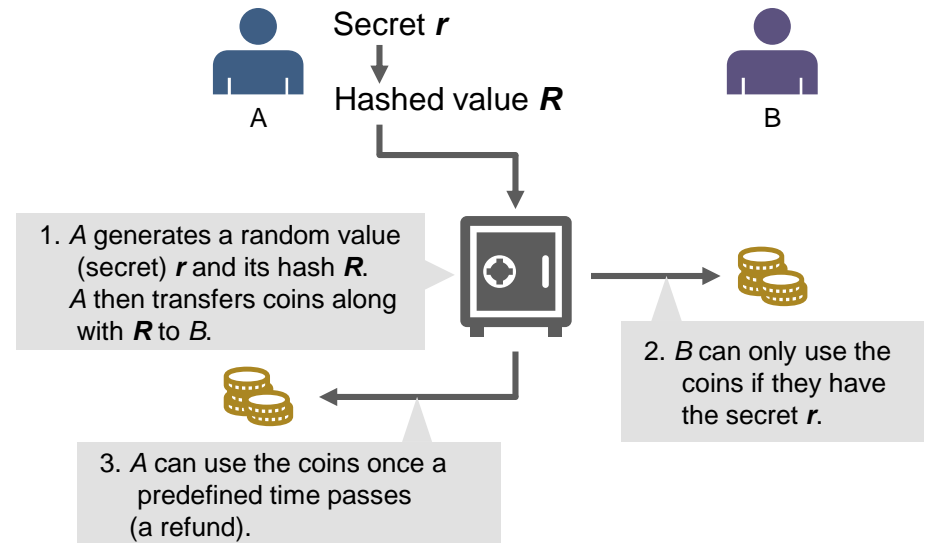 Secret r
Hashed value R
A
B
1. A generates a random value
(secret) r and its hash R.
A then transfers coins along
with R to B.
2. B can only use the
coins if they have
the secret r.
3. A can use the coins once a
predefined time passes
(a refund).